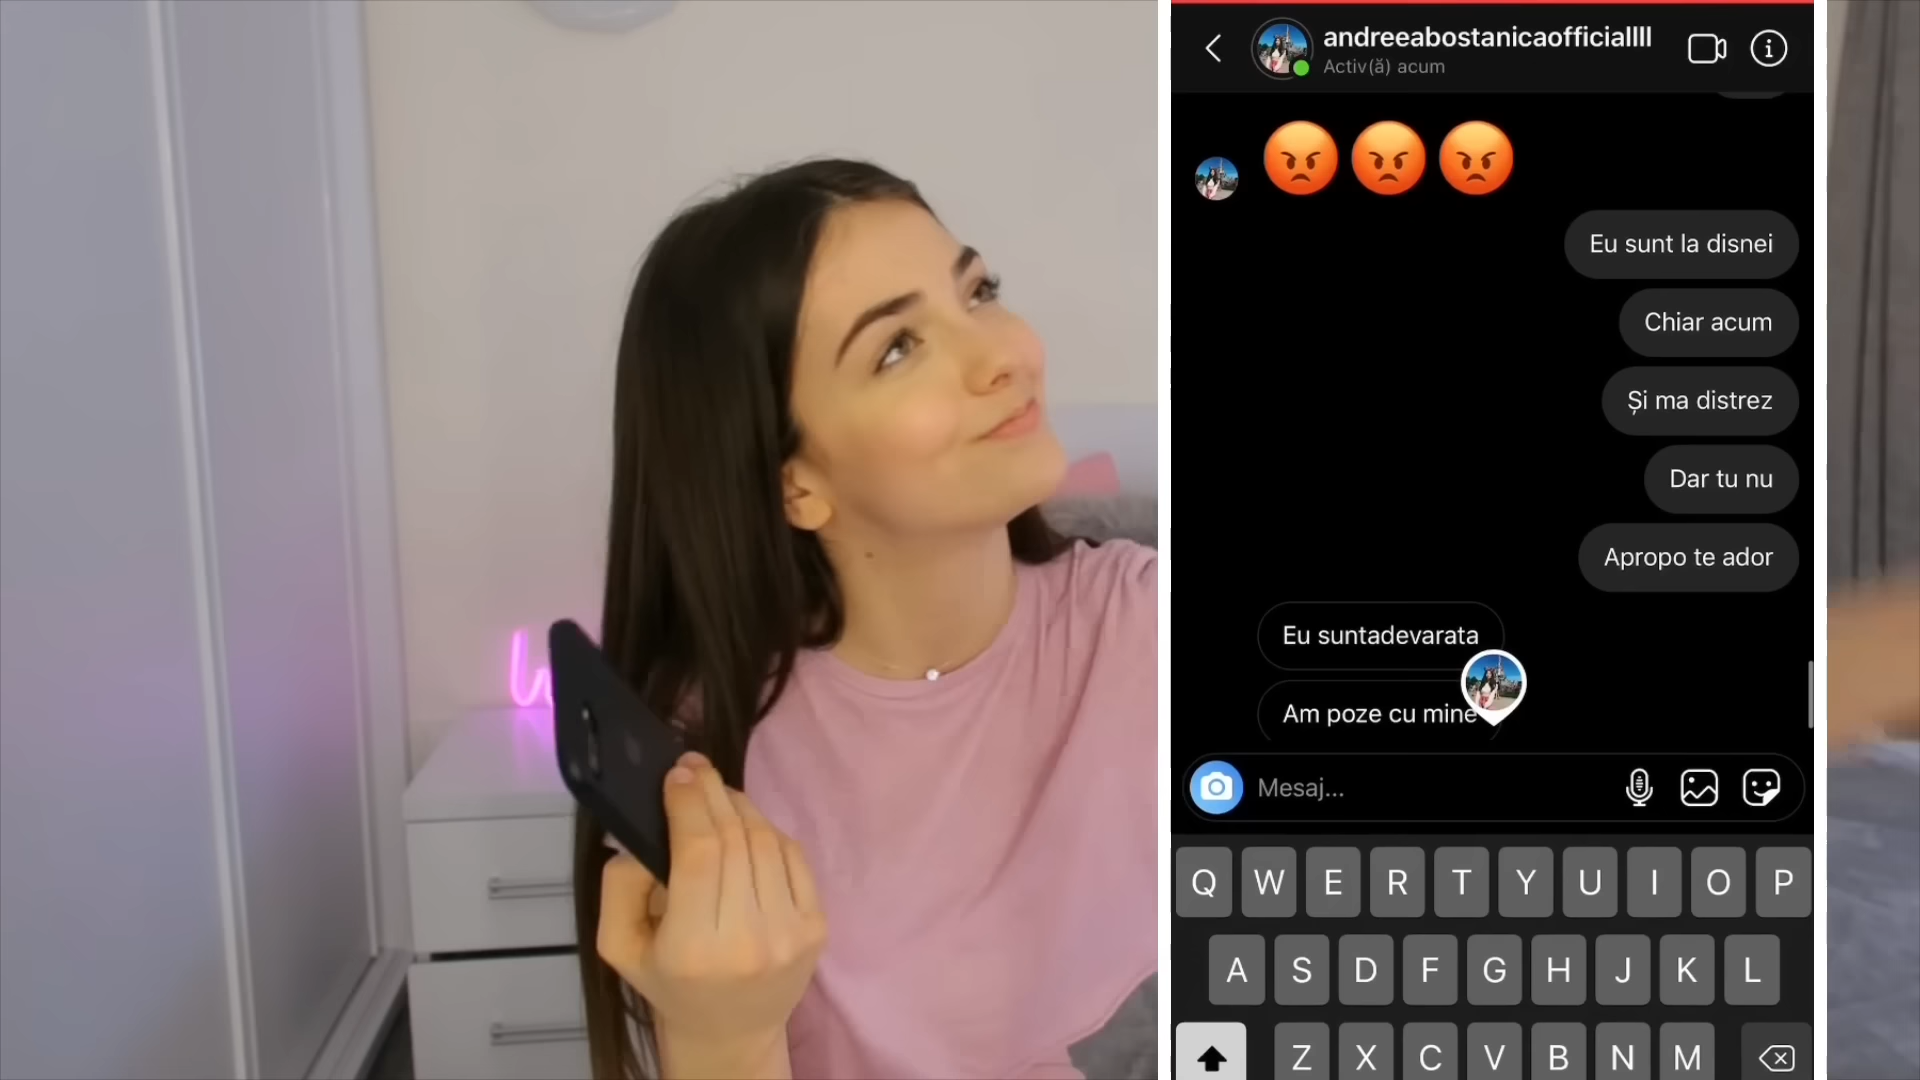 andreeabostanicaofficiallll
Activ(ă) acum
Eu sunt la disnei
Chiar acum
Și ma distrez
Dar tu nu
Apropo te ador
Eu suntadevarata
Am poze cu mine
Mesaj...
Q W E R T Y U I O P
A S D F G H J K L
Z X C V B N M